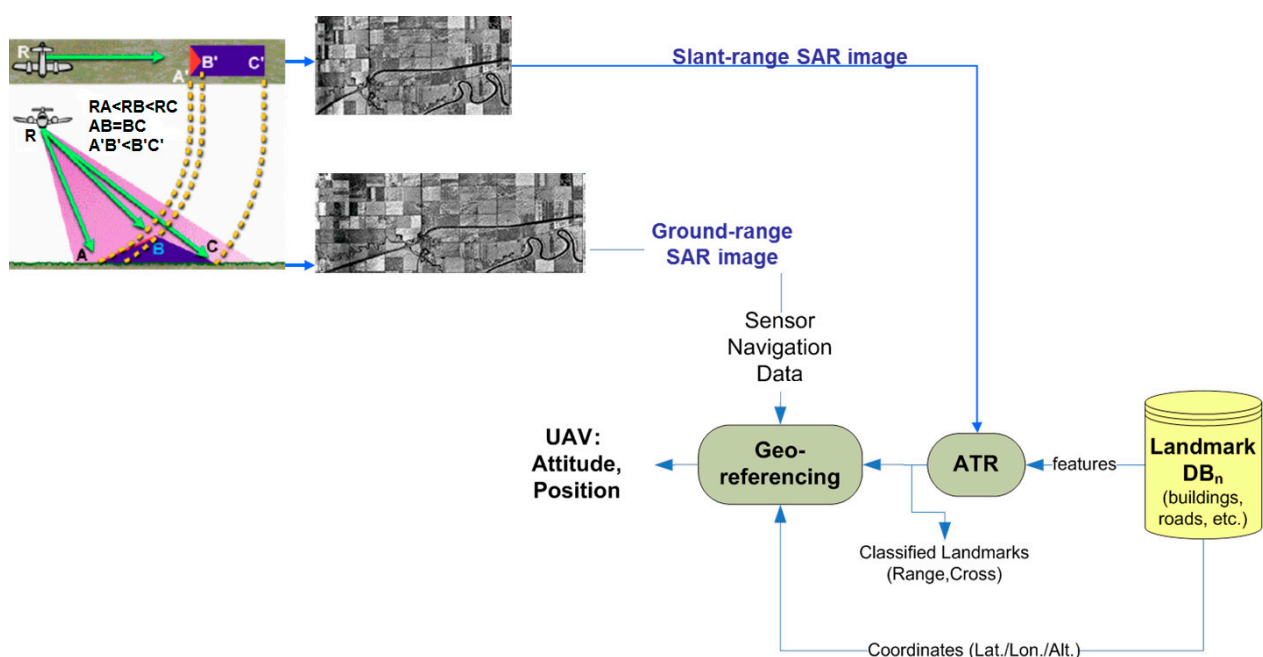 R
B'
C'
A'
RA<RB<RC
AB=BC
A'B'<B'C'
R
A
B
C
Slant-range SAR image
Ground-range
SAR image
Sensor
Navigation
Data
UAV:
Attitude,
Position
Geo-
referencing
ATR
features
Landmark
DBn
(buildings,
roads, etc.)
Classified Landmarks
(Range,Cross)
Coordinates (Lat./Lon./Alt.)